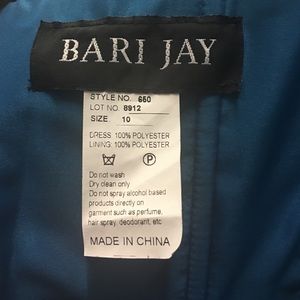 BARI JAY
STYLE NO. 650
LOT NO. 8912
SIZE. 10
DRESS: 100% POLYESTER
LINING: 100% POLYESTER
P
Do not wash
Dry clean only
Do not spray alcohol based
products directly on
garment such as perfume,
hair spray, deodorant, etc
MADE IN CHINA